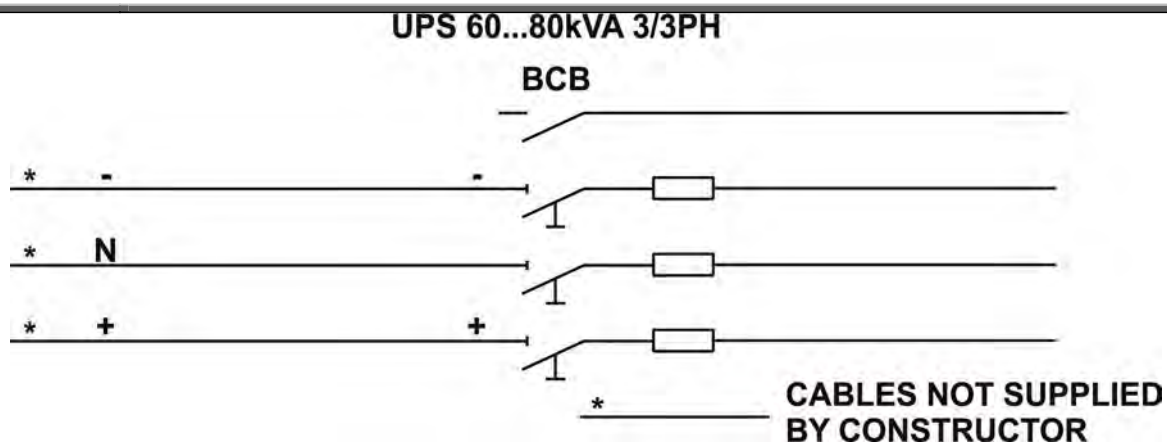 UPS 60...80kVA 3/3PH
BCB
* - -
* N
* + +
* CABLES NOT SUPPLIED
BY CONSTRUCTOR